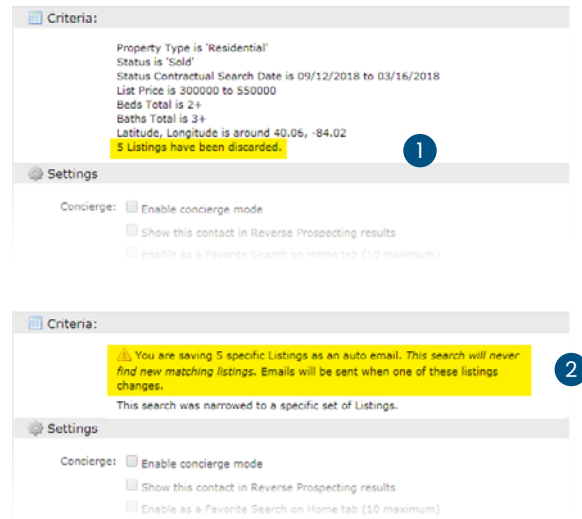 Criteria:
Property Type is 'Residential'
Status is 'Sold'
Status Contractual Search Date is 09/12/2018 to 03/16/2018
List Price is 300000 to 550000
Beds Total is 2+
Baths Total is 3+
Latitude, Longitude is around 40.06, -84.02
5 Listings have been discarded.
1
Settings
Concierge: Enable concierge mode
Show this contact in Reverse Prospecting results
Enable as a Favorite Search on Home tab (10 maximum)
Criteria:
You are saving 5 specific Listings as an auto email. This search will never
find new matching listings. Emails will be sent when one of these listings
changes.
2
This search was narrowed to a specific set of Listings.
Settings
Concierge: Enable concierge mode
Show this contact in Reverse Prospecting results
Enable as a Favorite Search on Home tab (10 maximum)